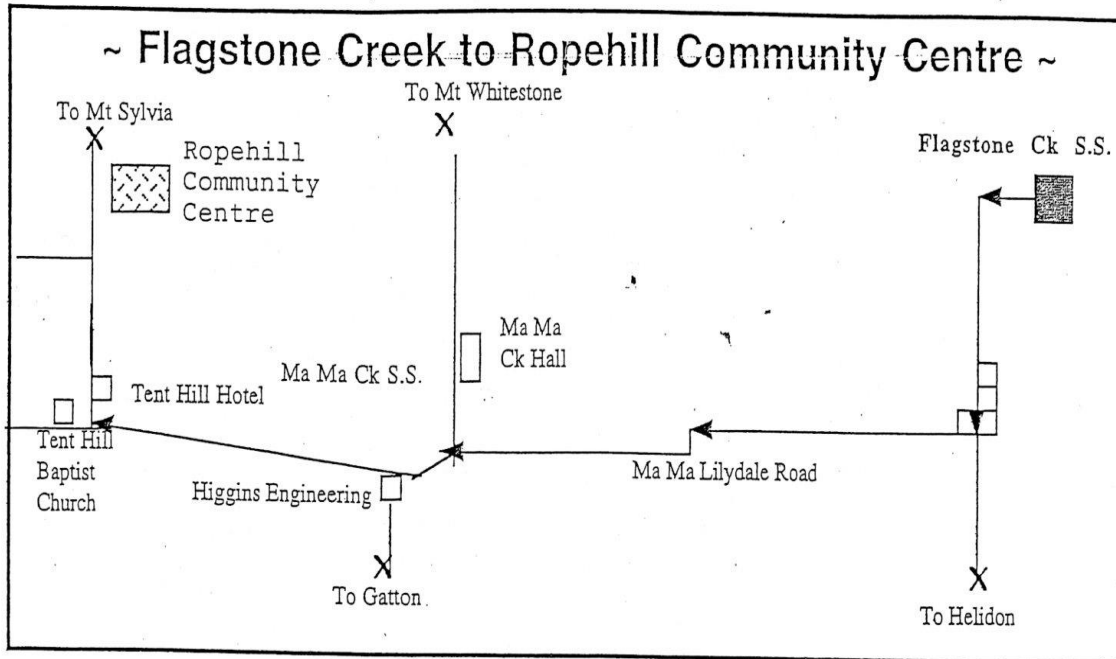 ~ Flagstone Creek to Ropehill Community Centre ~
To Mt Whitestone
To Mt Sylvia
X
X
Ropehill
Community
Centre
Flagstone Ck S.S.
Ma Ma
Ck Hall
Ma Ma Ck S.S.
Tent Hill Hotel
Tent Hill
Baptist
Church
Ma Ma Lilydale Road
Higgins Engineering
X
To Gatton
X
To Helidon